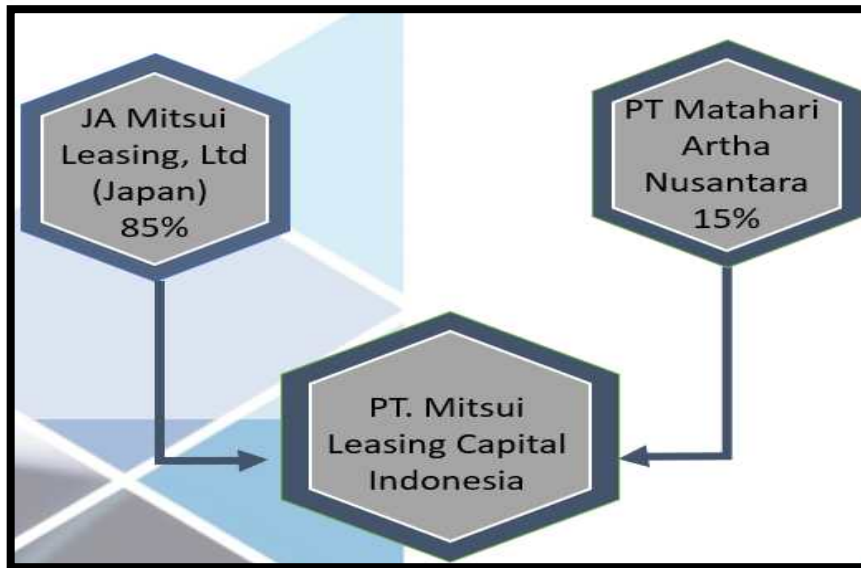 JA Mitsui
Leasing, Ltd
(Japan)
85%
PT Matahari
Artha
Nusantara
15%
PT. Mitsui
Leasing Capital
Indonesia